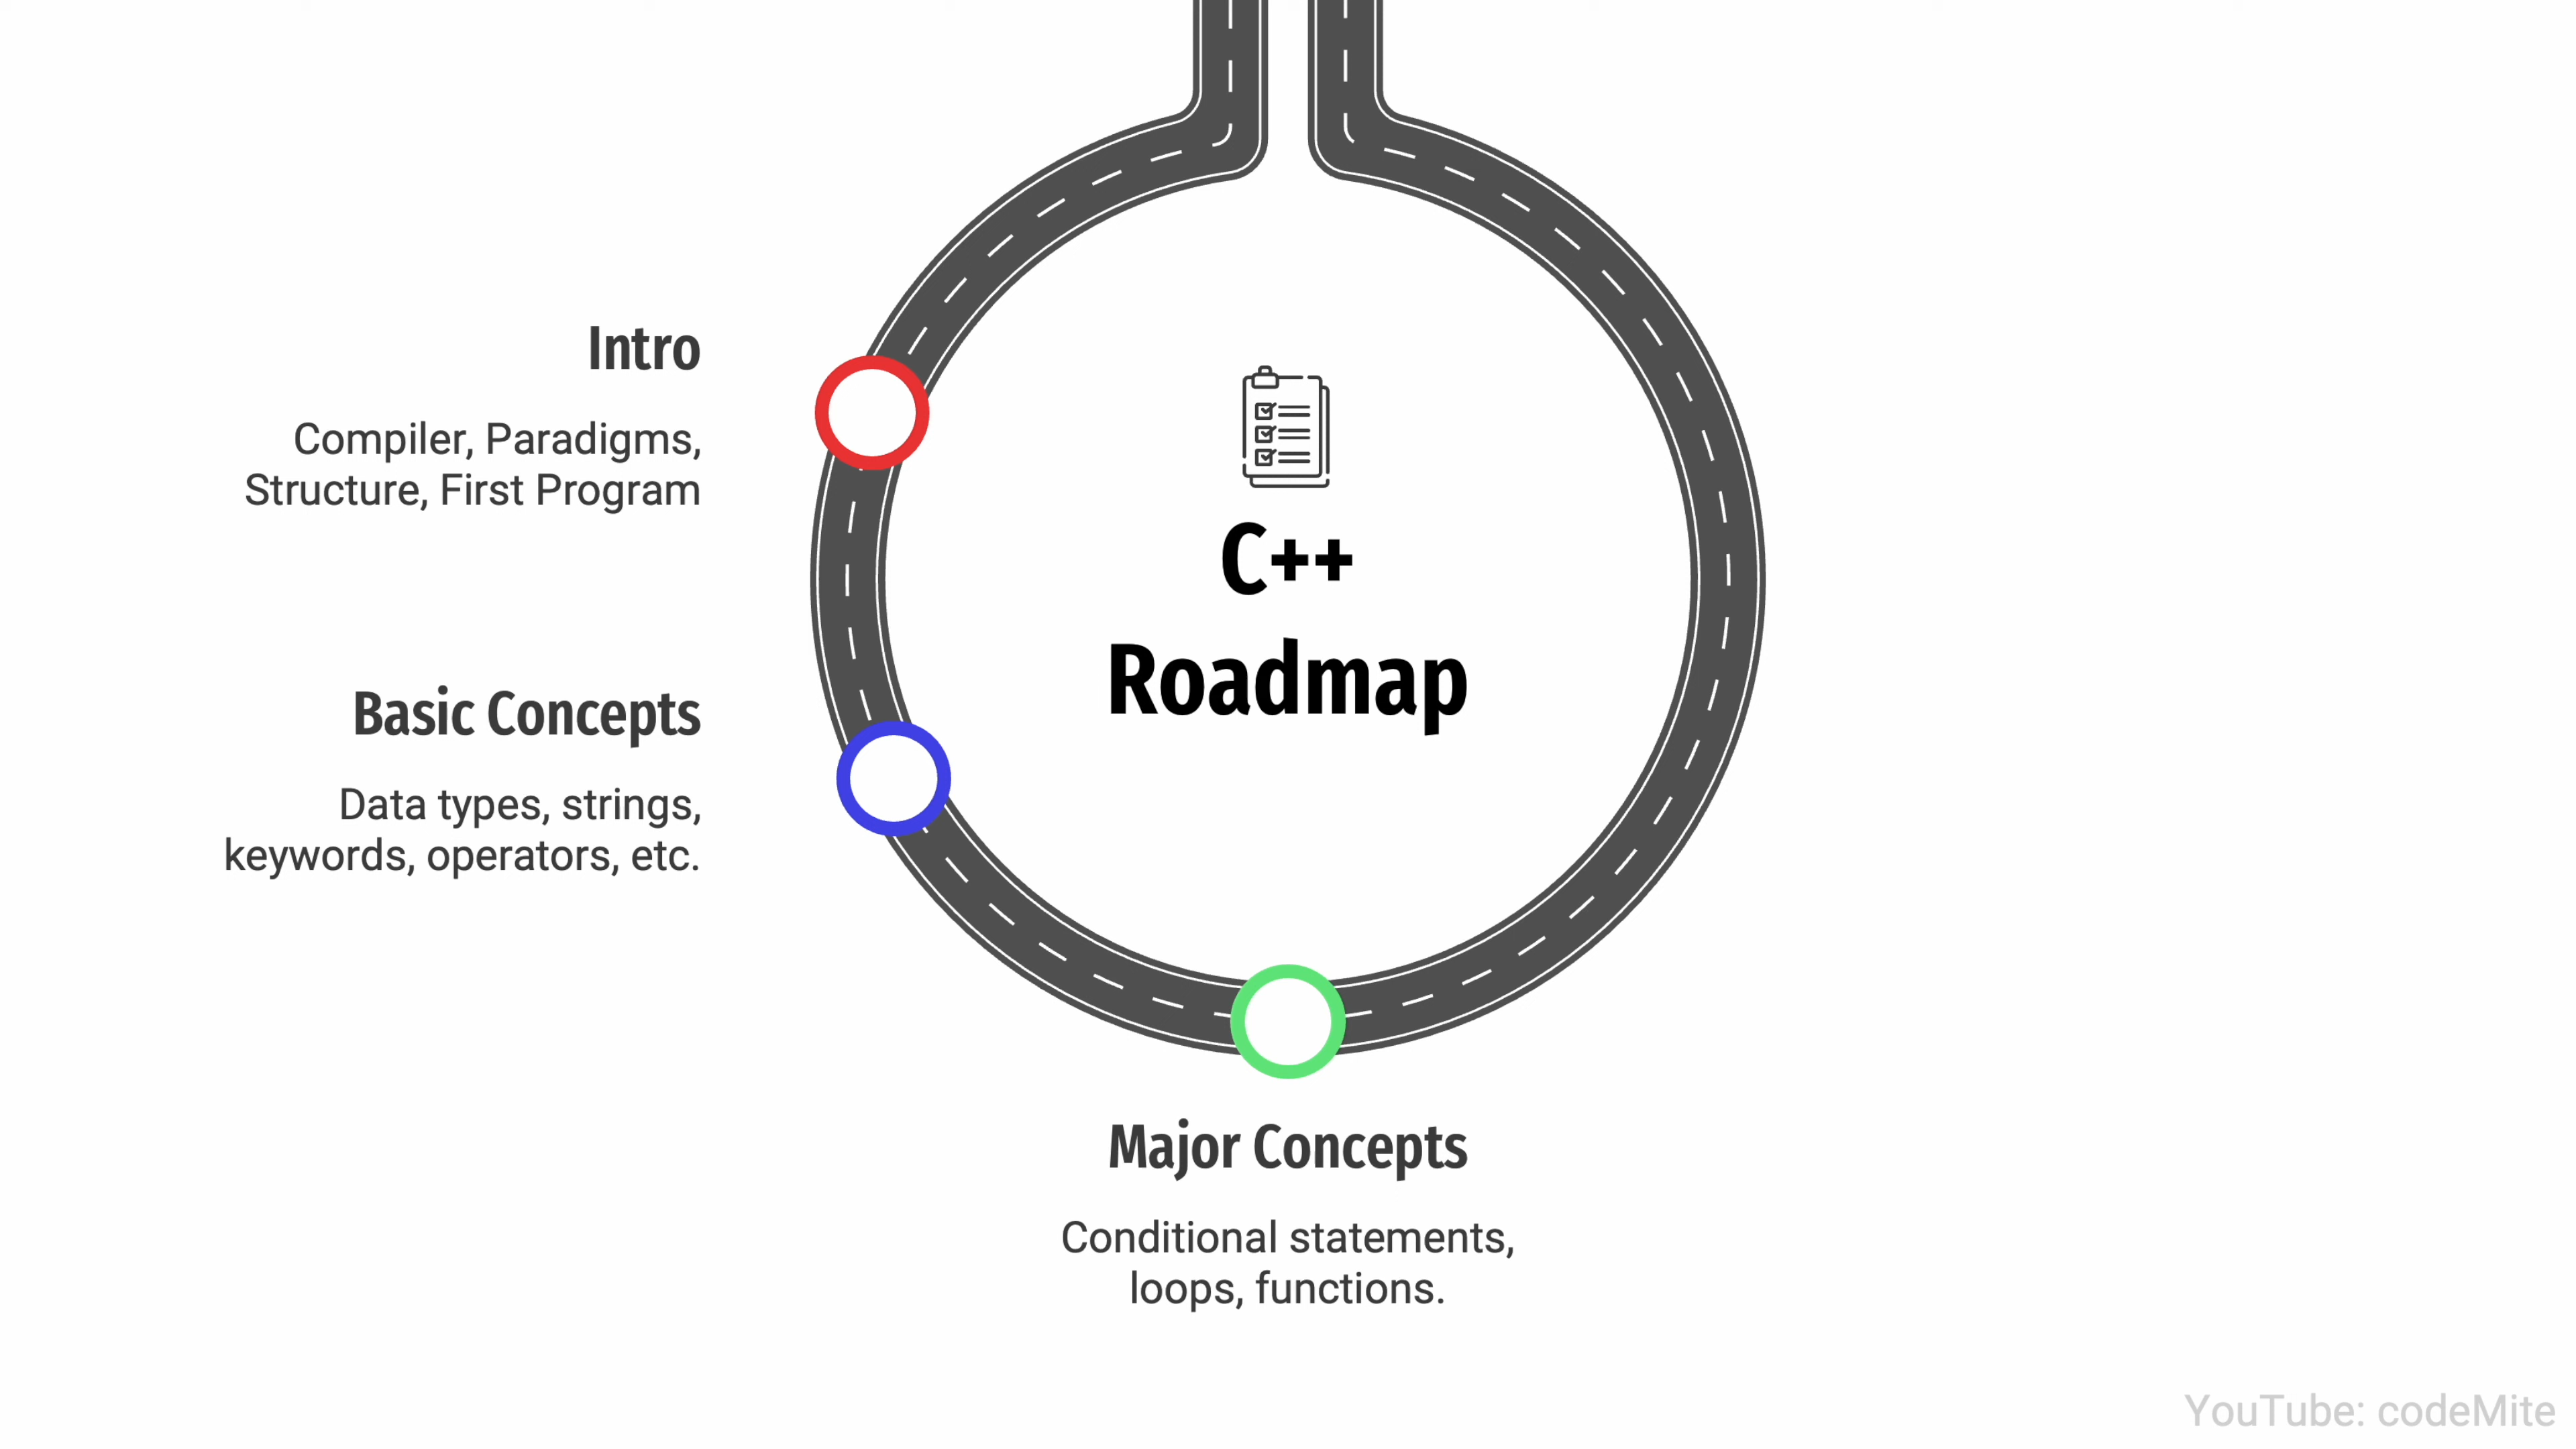 Intro
Compiler, Paradigms,
Structure, First Program
C++
Roadmap
Basic Concepts
Data types, strings,
keywords, operators, etc.
Major Concepts
Conditional statements,
loops, functions.
YouTube: codeMite